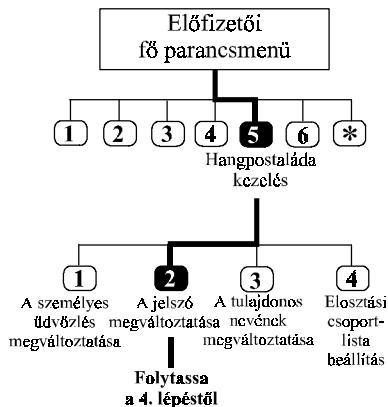 Előfizetői
fő parancsmenü
1 2 3 4 5 6 *
Hangpostaláda
kezelés
1 2 3 4
A személyes
üdvözlés
megváltoztatása
A jelszó
megváltoztatása
A tulajdonos
nevének
megváltoztatása
Elosztási
csoport-
lista
beállítás
Folytassa
a 4. lépéstől